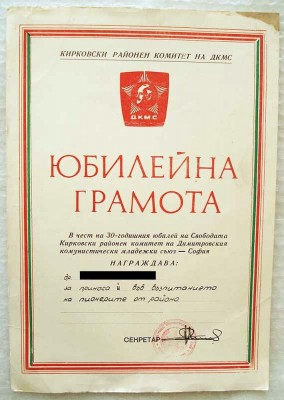 КИРКОВСКИ РАЙОНЕН КОМИТЕТ НА ДКМС
ДКМС
ЮБИЛЕЙНА
ГРАМОТА
В чест на 30-годишния юбилей на Свободата
Кирковски районен комитет на Димитровския
комунистически младежки съюз — София
НАГРАЖДАВА:
др.
за приноса ѝ във възпитанието
на пионерите от района
СЕКРЕТАР: